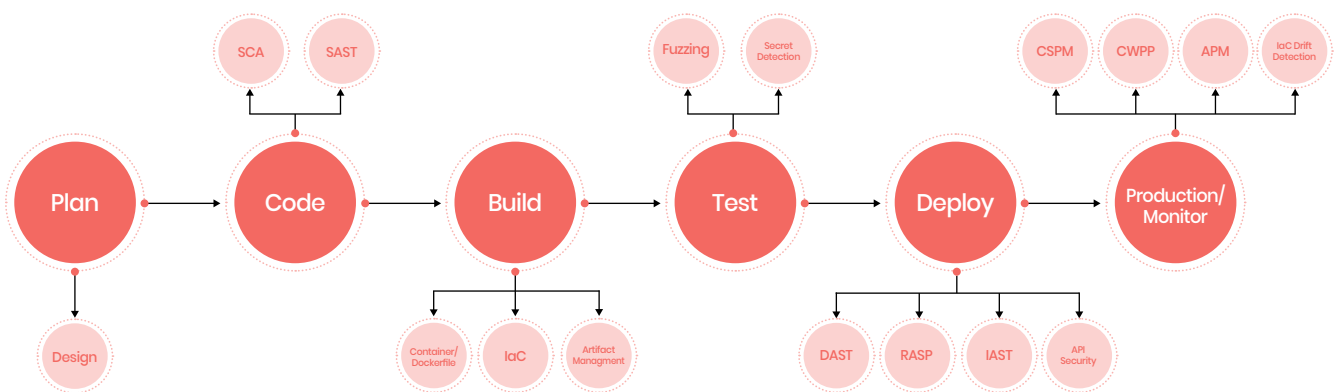 SCA
SAST
Fuzzing
Secret
Detection
CSPM
CWPP
APM
IaC Drift
Detection
Plan
Code
Build
Test
Deploy
Production/
Monitor
Design
Container/
Dockerfile
IaC
Artifact
Managment
DAST
RASP
IAST
API
Security